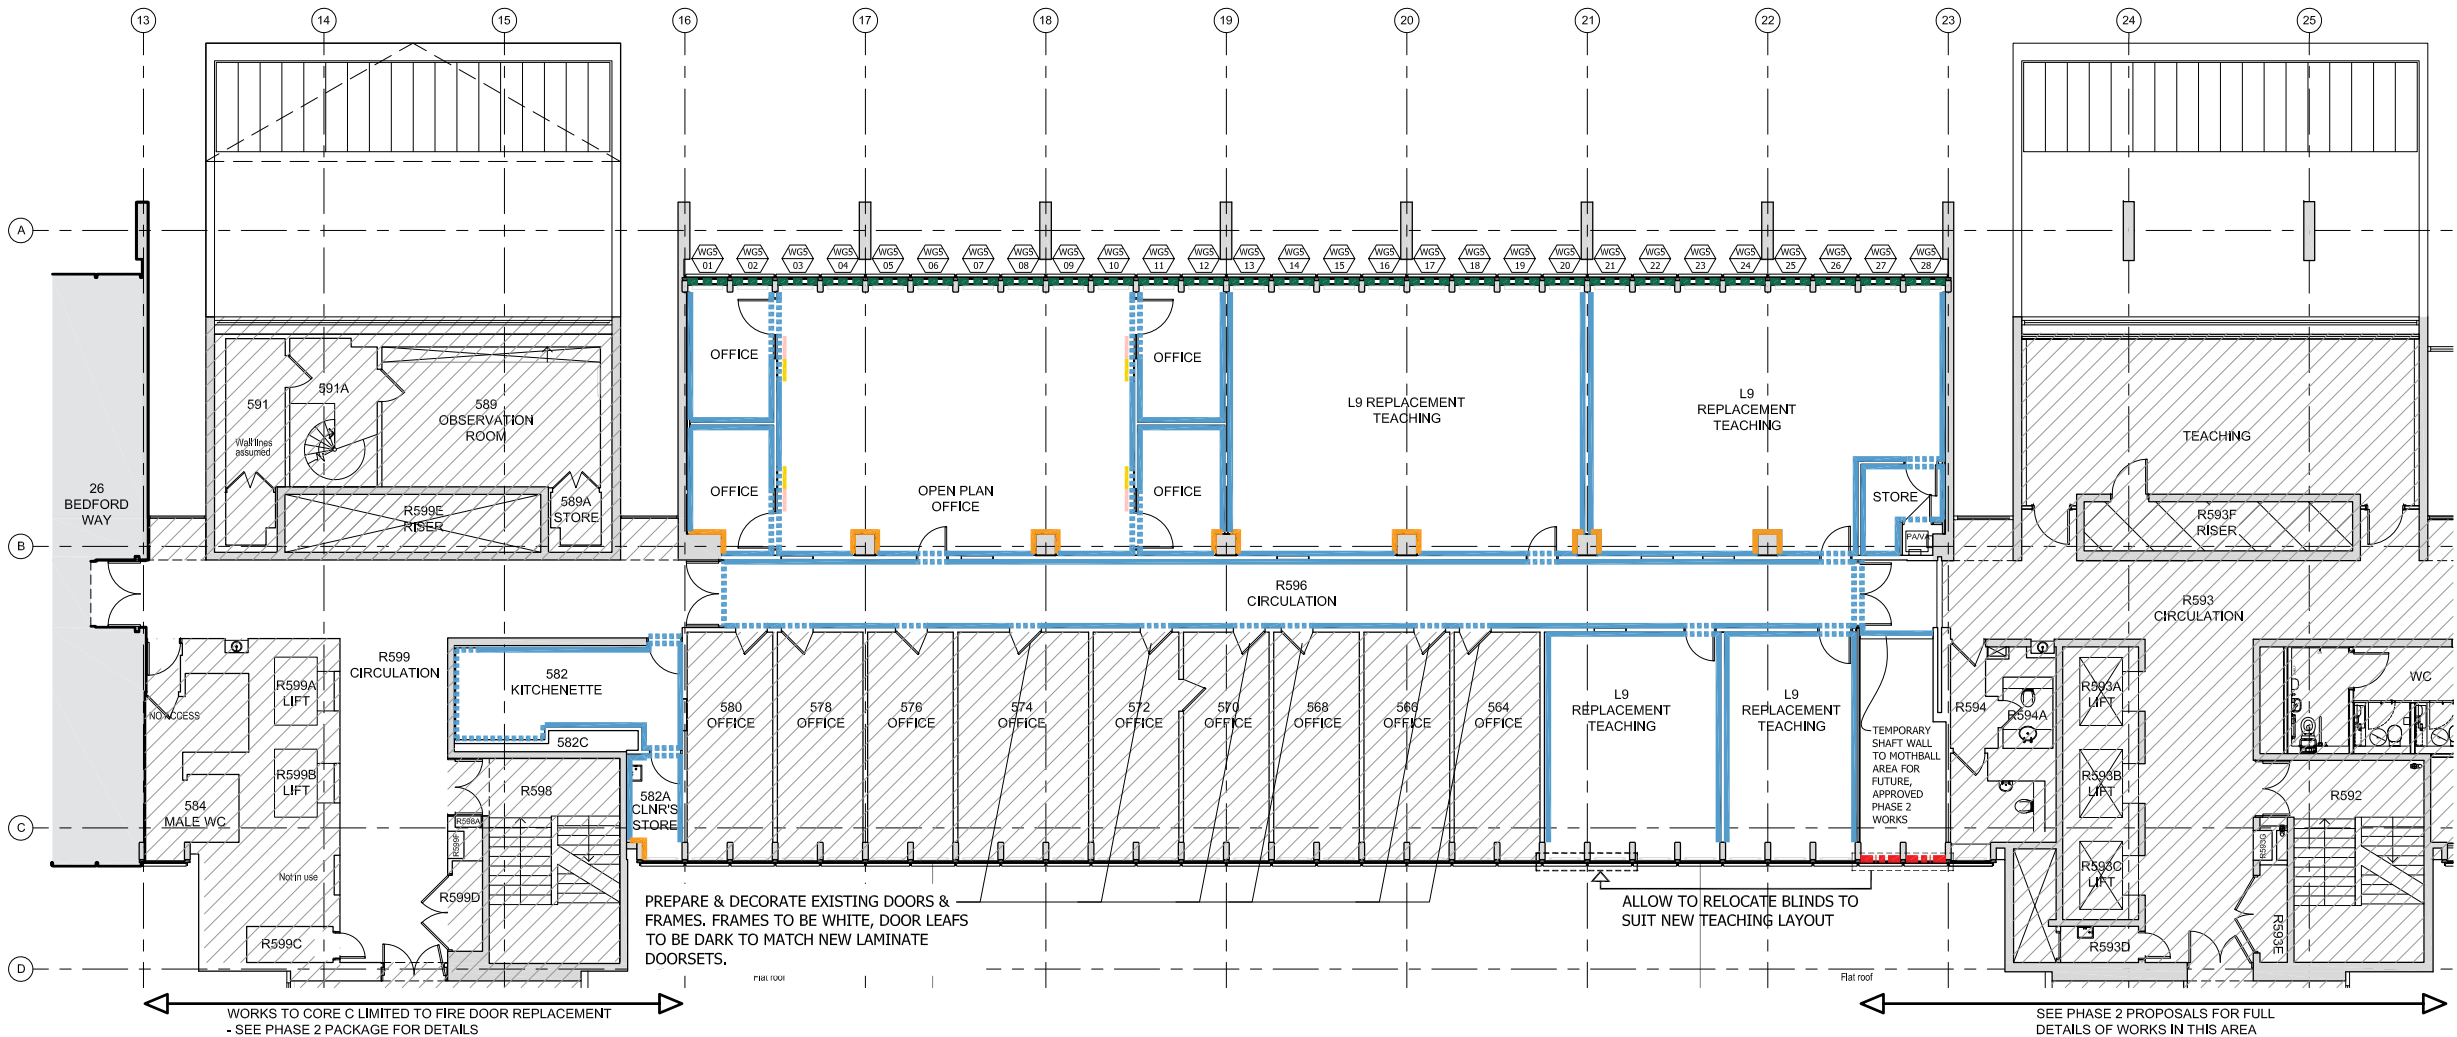 13 14 15 16 17 18 19 20 21 22 23 24 25
A
WG5 01
WG5 02
WG5 03
WG5 04
WG5 05
WG5 06
WG5 07
WG5 08
WG5 09
WG5 10
WG5 11
WG5 12
WG5 13
WG5 14
WG5 15
WG5 16
WG5 17
WG5 18
WG5 19
WG5 20
WG5 21
WG5 22
WG5 23
WG5 24
WG5 25
WG5 26
WG5 27
WG5 28
26
BEDFORD
WAY
591
591A
Wall lines
assumed
589
OBSERVATION
ROOM
R599E
RISER
589A
STORE
OFFICE
OFFICE
OPEN PLAN
OFFICE
OFFICE
OFFICE
L9 REPLACEMENT
TEACHING
L9
REPLACEMENT
TEACHING
STORE
PA/VA
TEACHING
R593F
RISER
B
R596
CIRCULATION
R593
CIRCULATION
R599
CIRCULATION
R599A
LIFT
NO ACCESS
R599B
LIFT
584
MALE WC
Not in use
R599C
582
KITCHENETTE
582C
582A
CLNR'S
STORE
R598
R598A
R599F
R599D
580
OFFICE
578
OFFICE
576
OFFICE
574
OFFICE
572
OFFICE
570
OFFICE
568
OFFICE
566
OFFICE
564
OFFICE
L9
REPLACEMENT
TEACHING
L9
REPLACEMENT
TEACHING
TEMPORARY
SHAFT WALL
TO MOTHBALL
AREA FOR
FUTURE,
APPROVED
PHASE 2
WORKS
R594
R594A
R593A
LIFT
R593B
LIFT
R593C
LIFT
R593D
R593E
R593G
R592
WC
C
PREPARE & DECORATE EXISTING DOORS &
FRAMES. FRAMES TO BE WHITE, DOOR LEAFS
TO BE DARK TO MATCH NEW LAMINATE
DOORSETS.
ALLOW TO RELOCATE BLINDS TO
SUIT NEW TEACHING LAYOUT
D
Flat roof
Flat roof
WORKS TO CORE C LIMITED TO FIRE DOOR REPLACEMENT
- SEE PHASE 2 PACKAGE FOR DETAILS
SEE PHASE 2 PROPOSALS FOR FULL
DETAILS OF WORKS IN THIS AREA